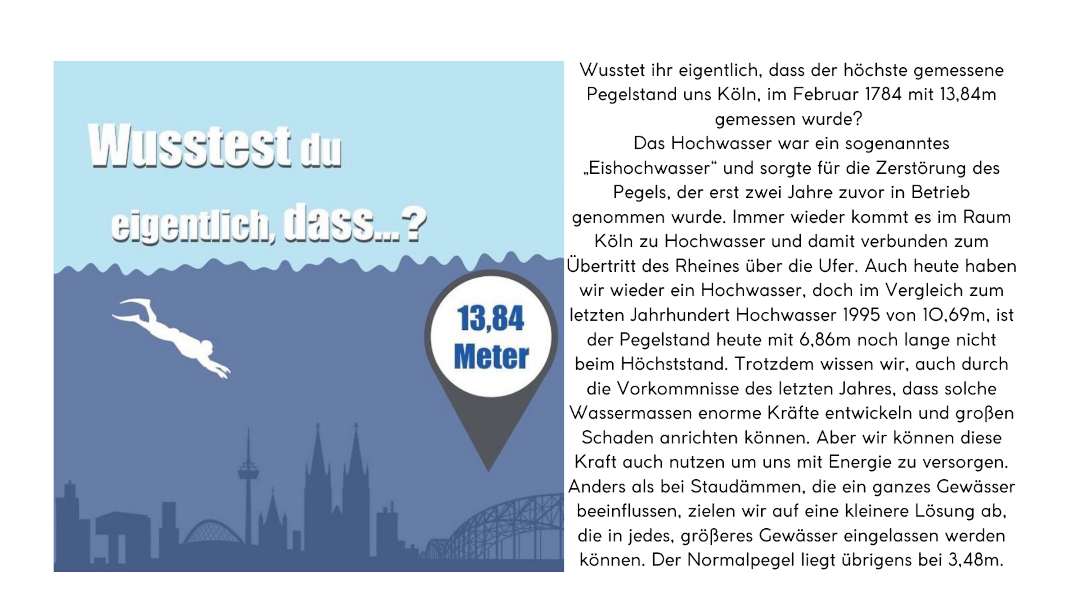 Wusstest du
eigentlich, dass...?
13,84
Meter
Wusstet ihr eigentlich, dass der höchste gemessene
Pegelstand uns Köln, im Februar 1784 mit 13,84m
gemessen wurde?
Das Hochwasser war ein sogenanntes
„Eishochwasser“ und sorgte für die Zerstörung des
Pegels, der erst zwei Jahre zuvor in Betrieb
genommen wurde. Immer wieder kommt es im Raum
Köln zu Hochwasser und damit verbunden zum
Übertritt des Rheines über die Ufer. Auch heute haben
wir wieder ein Hochwasser, doch im Vergleich zum
letzten Jahrhundert Hochwasser 1995 von 10,69m, ist
der Pegelstand heute mit 6,86m noch lange nicht
beim Höchststand. Trotzdem wissen wir, auch durch
die Vorkommnisse des letzten Jahres, dass solche
Wassermassen enorme Kräfte entwickeln und großen
Schaden anrichten können. Aber wir können diese
Kraft auch nutzen um uns mit Energie zu versorgen.
Anders als bei Staudämmen, die ein ganzes Gewässer
beeinflussen, zielen wir auf eine kleinere Lösung ab,
die in jedes, größeres Gewässer eingelassen werden
können. Der Normalpegel liegt übrigens bei 3,48m.